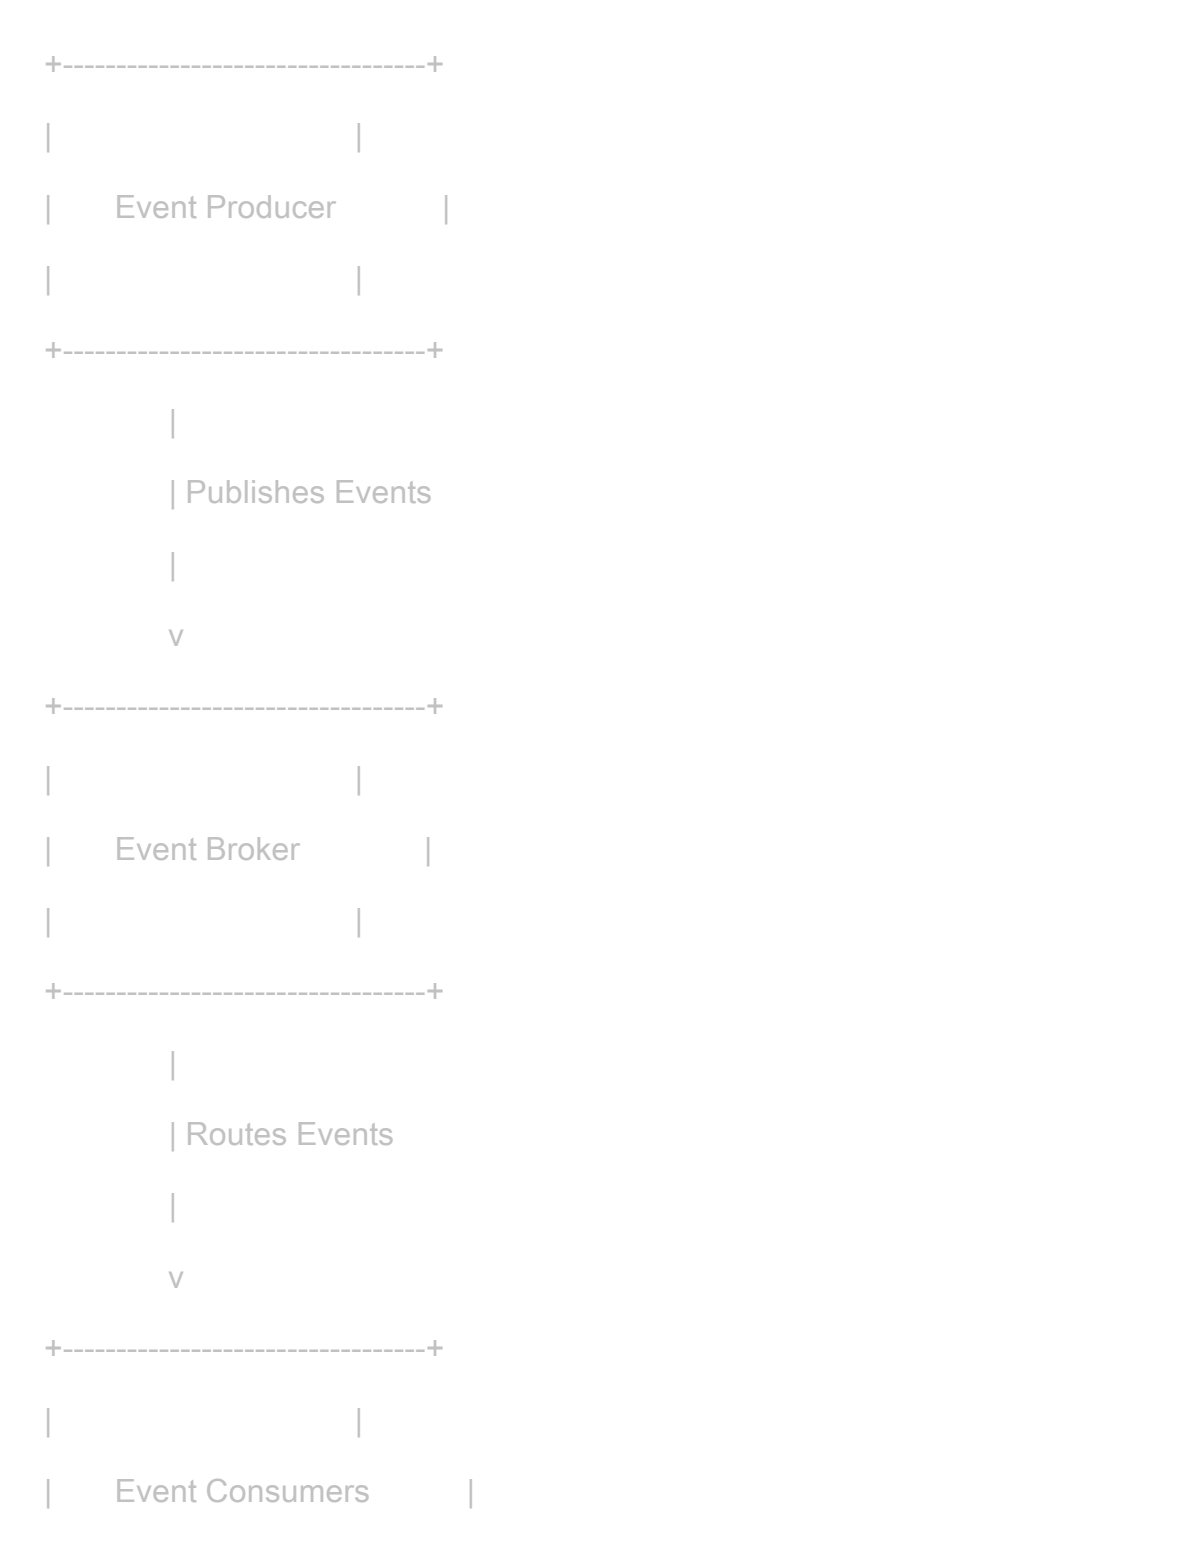 +----------------------------------+
|                                  |
|       Event Producer            |
|                                  |
+----------------------------------+
              |
              | Publishes Events
              |
              v
+----------------------------------+
|                                  |
|       Event Broker              |
|                                  |
+----------------------------------+
              |
              | Routes Events
              |
              v
+----------------------------------+
|                                  |
|       Event Consumers           |